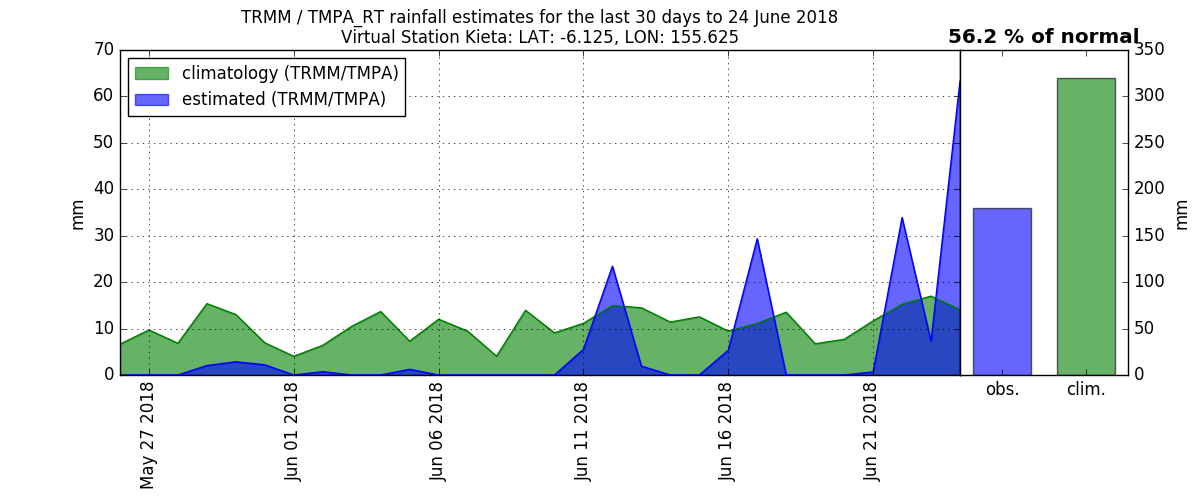 TRMM / TMPA_RT rainfall estimates for the last 30 days to 24 June 2018
Virtual Station Kieta: LAT: -6.125, LON: 155.625
56.2 % of normal
climatology (TRMM/TMPA)
estimated (TRMM/TMPA)
70
60
50
40
30
20
10
0
mm
May 27 2018
Jun 01 2018
Jun 06 2018
Jun 11 2018
Jun 16 2018
Jun 21 2018
obs.
clim.
350
300
250
200
150
100
50
0
mm